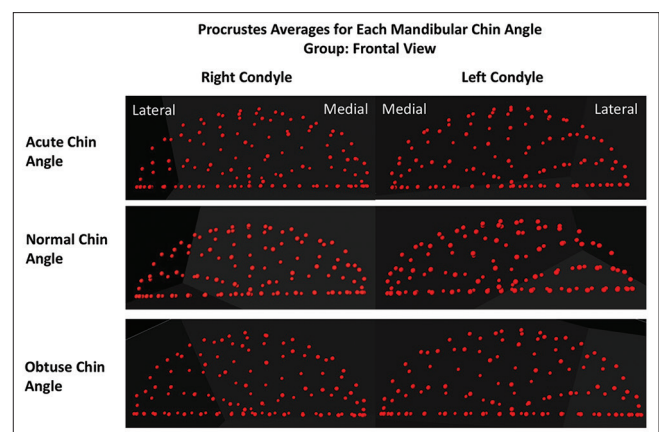 Procrustes Averages for Each Mandibular Chin Angle
Group: Frontal View
Right Condyle
Left Condyle
Lateral
Medial
Medial
Lateral
Acute Chin
Angle
Normal Chin
Angle
Obtuse Chin
Angle